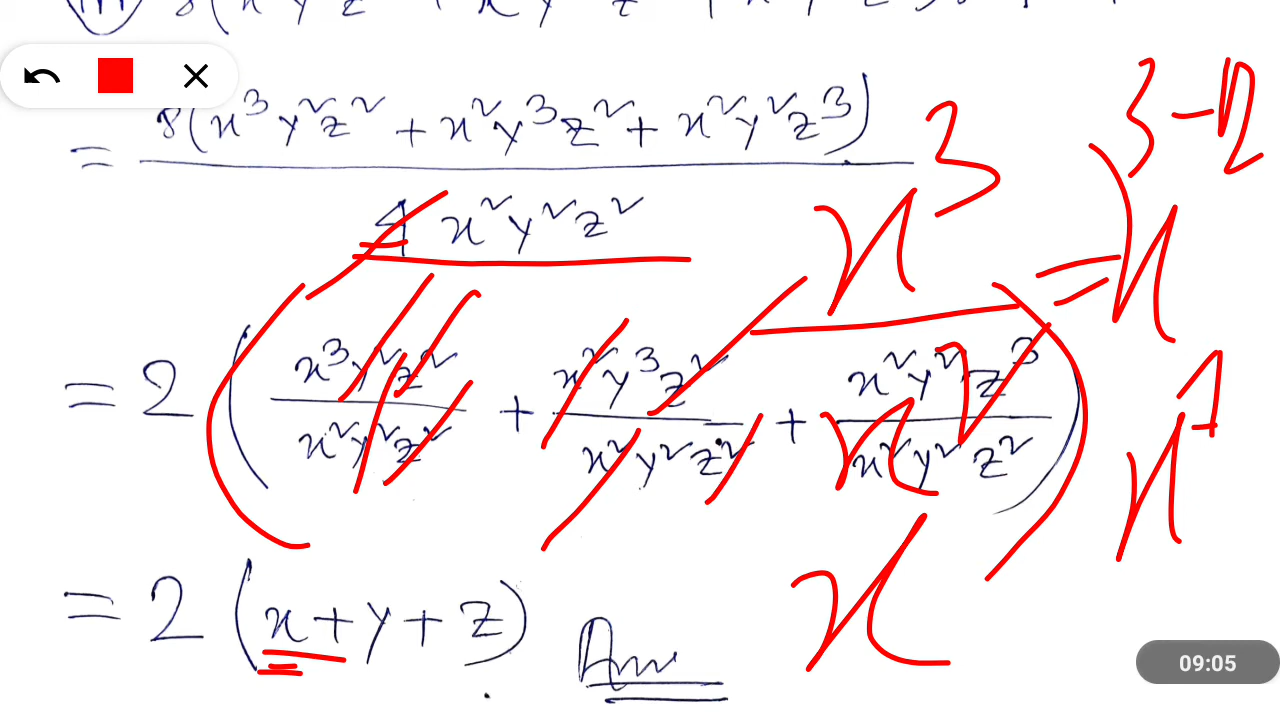 = 8(x³y²z² + x²y³z² + x²y²z³) / 4x²y²z²
x³ = x³⁻²
= 2 (x³y²z² / x²y²z² + x²y³z² / x²y²z² + x²y²z³ / x²y²z²)
x¹
= 2 (x + y + z) Ans
x
09:05